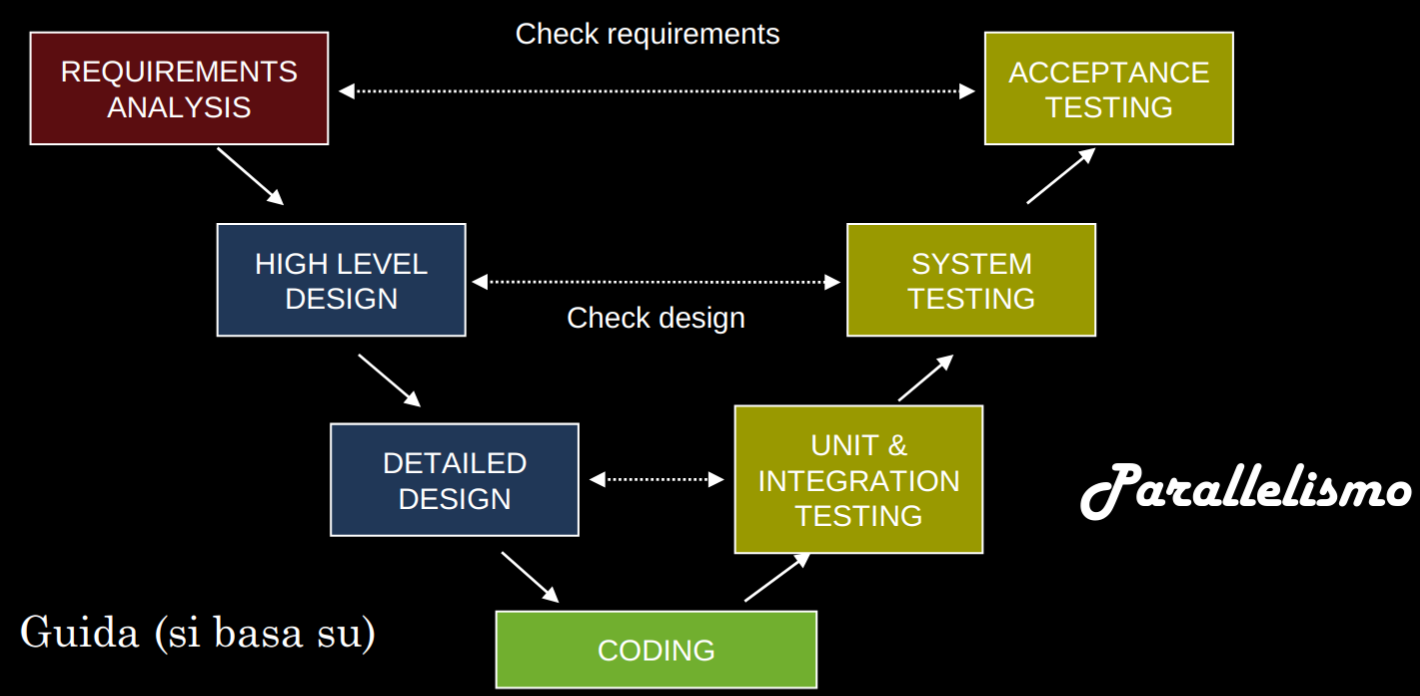 Check requirements
REQUIREMENTS
ANALYSIS
ACCEPTANCE
TESTING
HIGH LEVEL
DESIGN
SYSTEM
TESTING
Check design
DETAILED
DESIGN
UNIT &
INTEGRATION
TESTING
Parallelismo
Guida (si basa su)
CODING